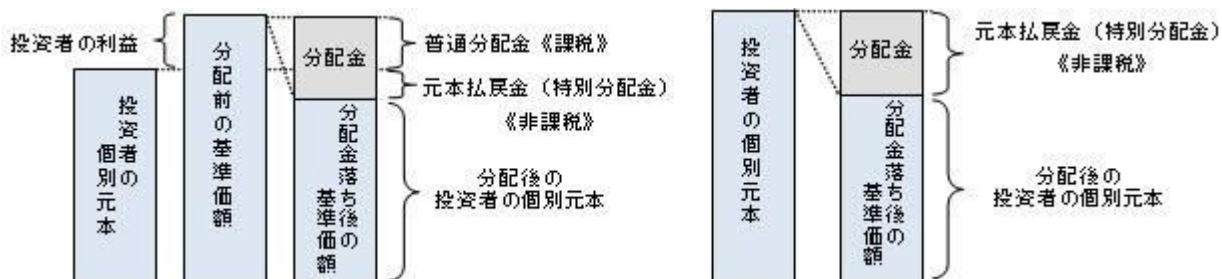 投資者の利益
分配前の基準価額
分配金
普通分配金《課税》
元本払戻金（特別分配金）
《非課税》
投資者の
個別元本
分配金落ち後の
基準価額
分配後の
投資者の個別元本
投資者の個別元本
分配金
元本払戻金（特別分配金）
《非課税》
分配金落ち後の
基準価額
分配後の
投資者の個別元本